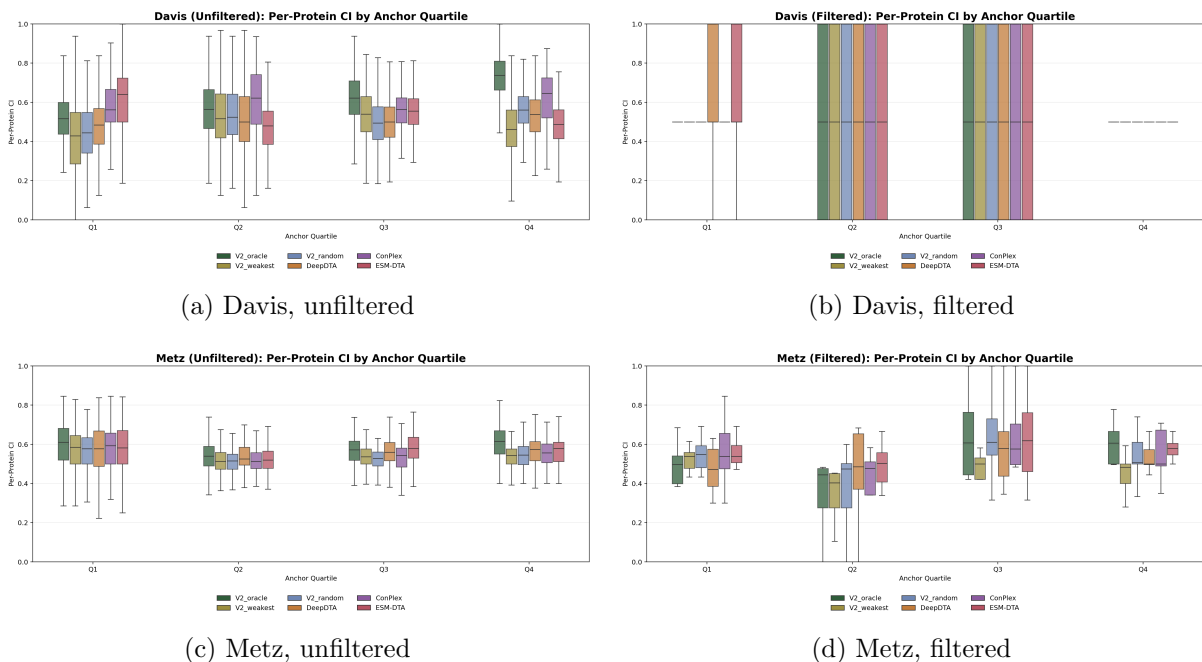 Davis (Unfiltered): Per-Protein CI by Anchor Quartile
Per-Protein CI
1.0
0.8
0.6
0.4
0.2
0.0
Q1 Q2 Q3 Q4
Anchor Quartile
V2_oracle V2_random ConPlex
V2_weakest DeepDTA ESM-DTA
(a) Davis, unfiltered
Davis (Filtered): Per-Protein CI by Anchor Quartile
Per-Protein CI
1.0
0.8
0.6
0.4
0.2
0.0
Q1 Q2 Q3 Q4
Anchor Quartile
V2_oracle V2_random ConPlex
V2_weakest DeepDTA ESM-DTA
(b) Davis, filtered
Metz (Unfiltered): Per-Protein CI by Anchor Quartile
Per-Protein CI
1.0
0.8
0.6
0.4
0.2
0.0
Q1 Q2 Q3 Q4
Anchor Quartile
V2_oracle V2_random ConPlex
V2_weakest DeepDTA ESM-DTA
(c) Metz, unfiltered
Metz (Filtered): Per-Protein CI by Anchor Quartile
Per-Protein CI
1.0
0.8
0.6
0.4
0.2
0.0
Q1 Q2 Q3 Q4
Anchor Quartile
V2_oracle V2_random ConPlex
V2_weakest DeepDTA ESM-DTA
(d) Metz, filtered